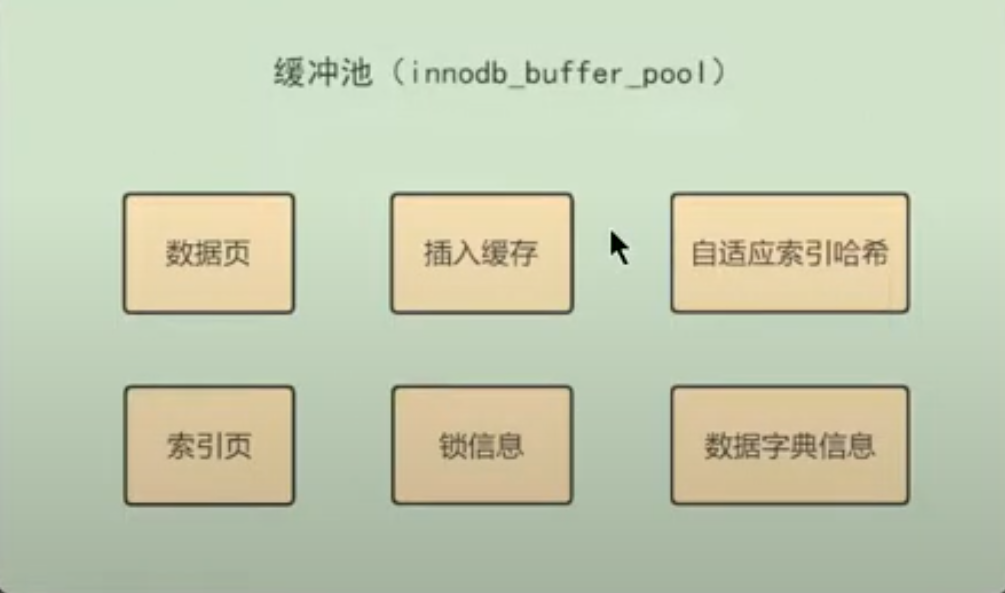 缓冲池（innodb_buffer_pool）
数据页
插入缓存
自适应索引哈希
索引页
锁信息
数据字典信息